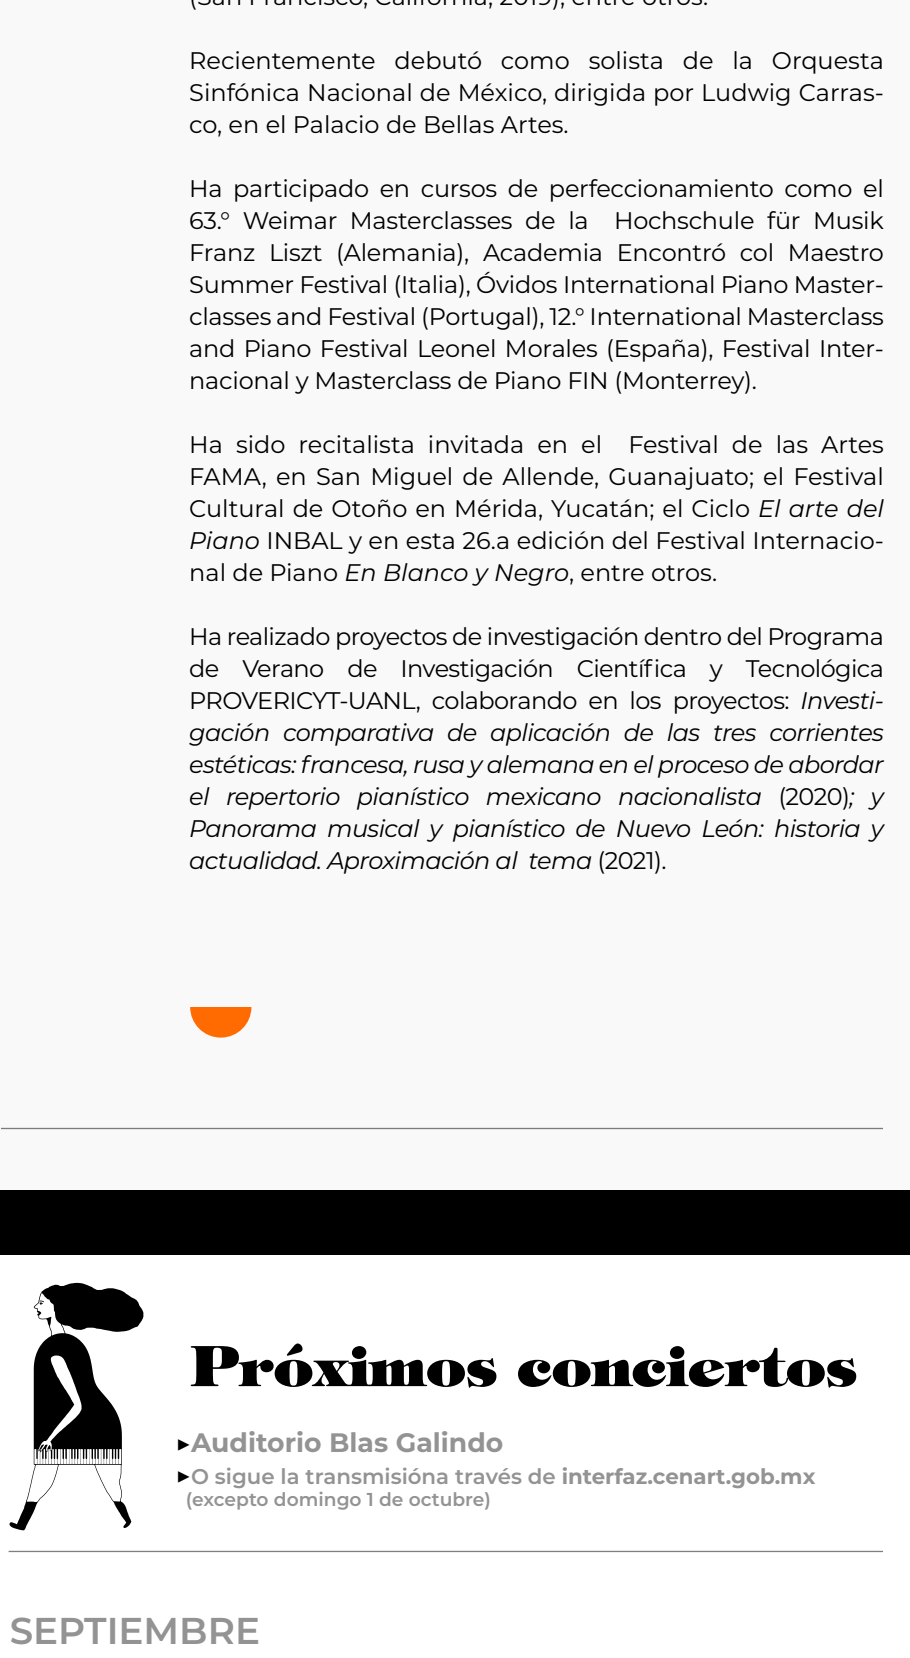 (San Francisco, California, 2019), entre otros.
Recientemente debutó como solista de la Orquesta
Sinfónica Nacional de México, dirigida por Ludwig Carras-
co, en el Palacio de Bellas Artes.
Ha participado en cursos de perfeccionamiento como el
63.° Weimar Masterclasses de la Hochschule für Musik
Franz Liszt (Alemania), Academia Encontró col Maestro
Summer Festival (Italia), Óvidos International Piano Master-
classes and Festival (Portugal), 12.° International Masterclass
and Piano Festival Leonel Morales (España), Festival Inter-
nacional y Masterclass de Piano FIN (Monterrey).
Ha sido recitalista invitada en el Festival de las Artes
FAMA, en San Miguel de Allende, Guanajuato; el Festival
Cultural de Otoño en Mérida, Yucatán; el Ciclo El arte del
Piano INBAL y en esta 26.a edición del Festival Internacio-
nal de Piano En Blanco y Negro, entre otros.
Ha realizado proyectos de investigación dentro del Programa
de Verano de Investigación Científica y Tecnológica
PROVERICYT-UANL, colaborando en los proyectos: Investi-
gación comparativa de aplicación de las tres corrientes
estéticas: francesa, rusa y alemana en el proceso de abordar
el repertorio pianístico mexicano nacionalista (2020); y
Panorama musical y pianístico de Nuevo León: historia y
actualidad. Aproximación al tema (2021).
Próximos conciertos
▸Auditorio Blas Galindo
▸O sigue la transmisióna través de interfaz.cenart.gob.mx
(excepto domingo 1 de octubre)
SEPTIEMBRE